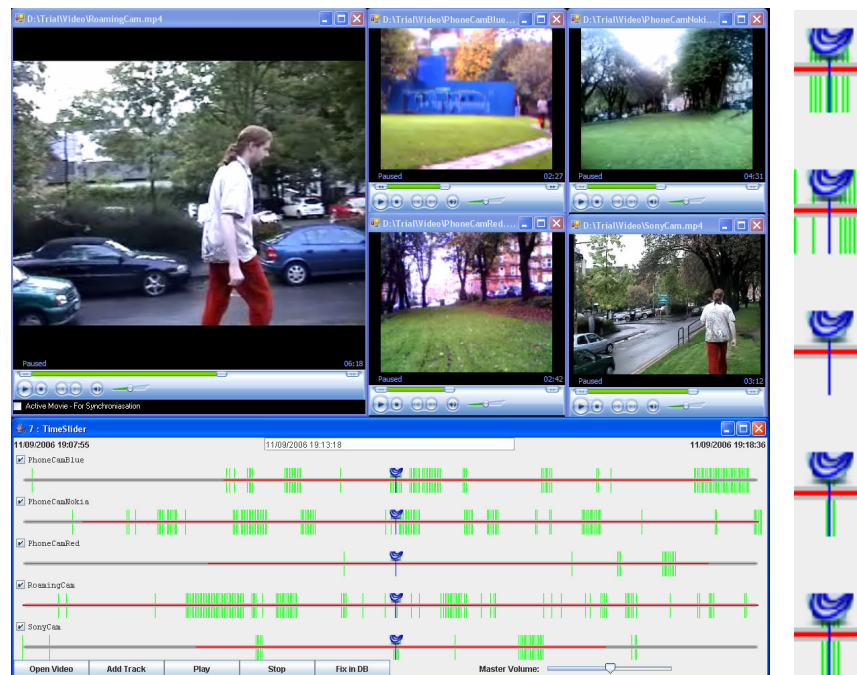 D:\Trial\Video\RoamingCam.mp4
D:\Trial\Video\PhoneCamBlue...
D:\Trial\Video\PhoneCamNoki...
Paused 02:27
Paused 04:31
D:\Trial\Video\PhoneCamRed....
D:\Trial\Video\SonyCam.mp4
Paused 06:18
Paused 02:42
Paused 03:12
Active Movie - For Synchroniasation
7 : TimeSlider
11/09/2006 19:07:55 11/09/2006 19:13:18 11/09/2006 19:18:36
PhoneCamBlue
PhoneCamNokia
PhoneCamRed
RoamingCam
SonyCam
Open Video Add Track Play Stop Fix in DB Master Volume: